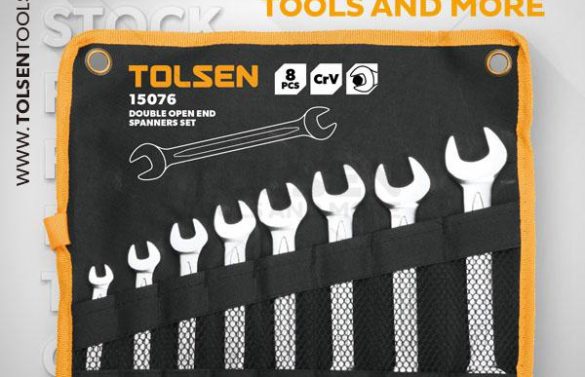 TOOLS AND MORE
WWW.TOLSENTOOLS
STOCK
TOLSEN
8
PCS
CrV
15076
DOUBLE OPEN END
SPANNERS SET